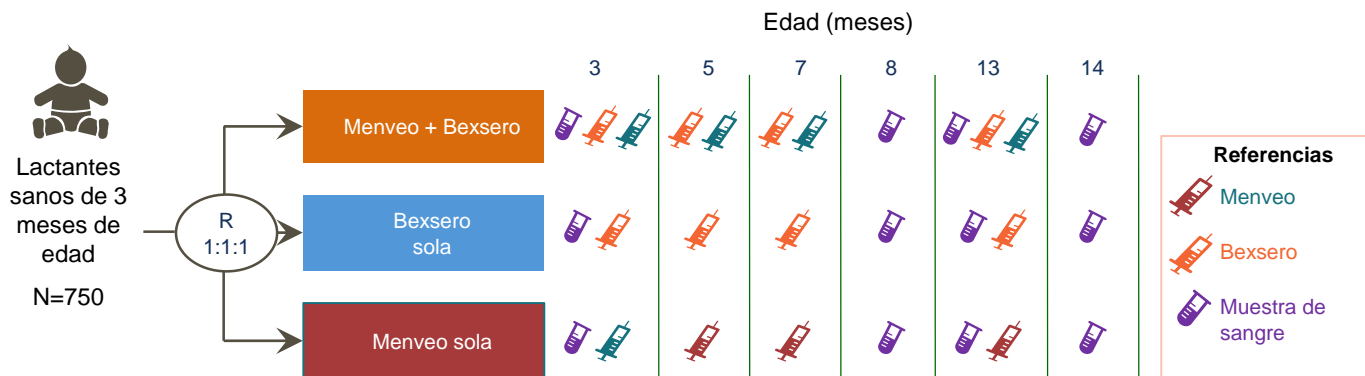 Edad (meses)
3 5 7 8 13 14
Lactantes
sanos de 3
meses de
edad
N=750
R
1:1:1
Menveo + Bexsero
Bexsero
sola
Menveo sola
Referencias
Menveo
Bexsero
Muestra de
sangre